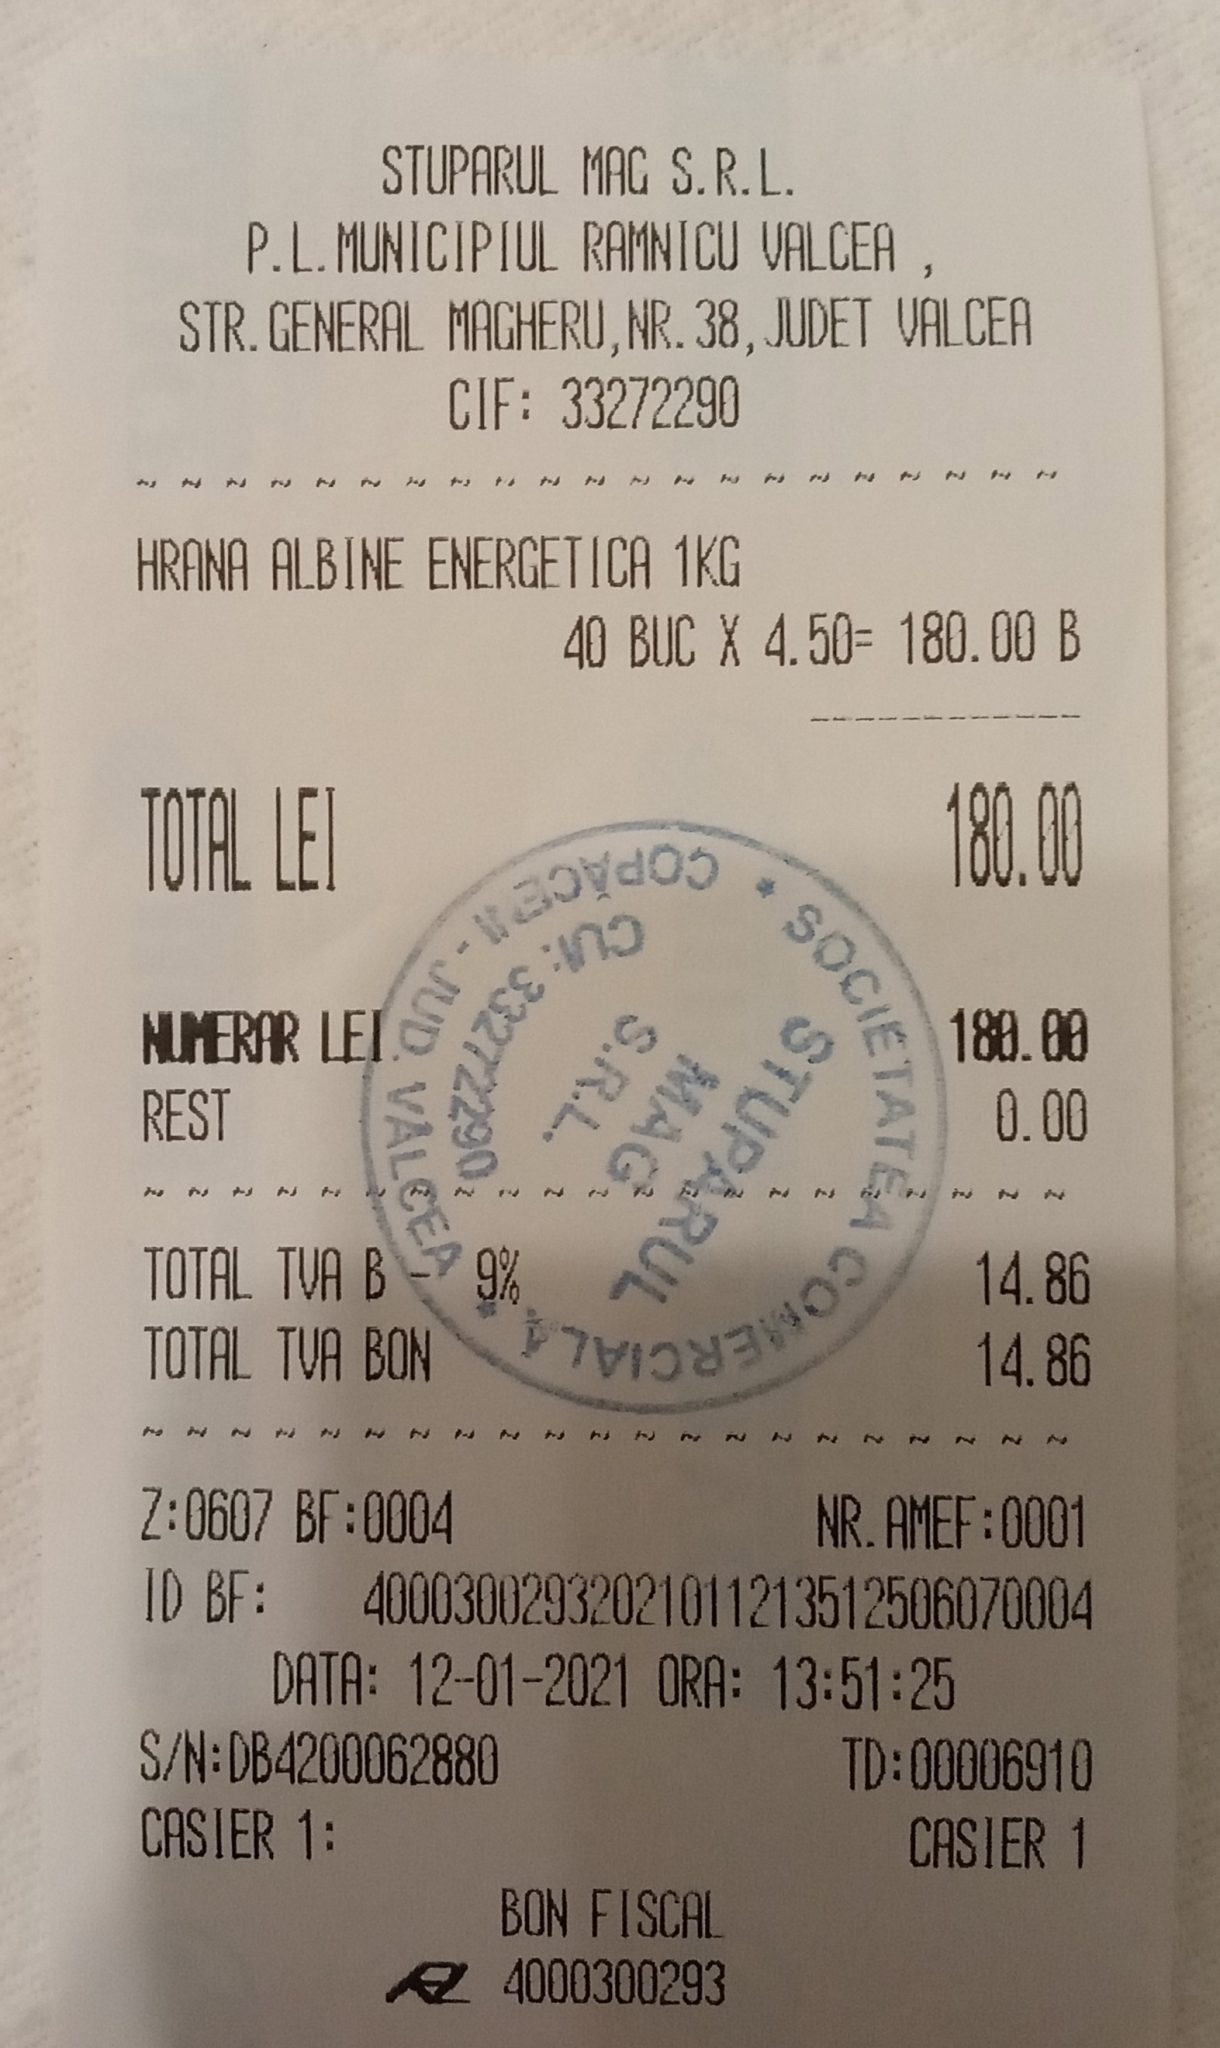 STUPARUL MAG S.R.L.
P.L.MUNICIPIUL RAMNICU VALCEA ,
STR.GENERAL MAGHERU,NR.38,JUDET VALCEA
CIF: 33272290
~ ~ ~ ~ ~ ~ ~ ~ ~ ~ ~ ~ ~ ~ ~ ~ ~ ~ ~ ~ ~
HRANA ALBINE ENERGETICA 1KG
40 BUC X 4.50= 180.00 B
------------
TOTAL LEI 180.00
NUMERAR LEI 180.00
REST 0.00
~ ~ ~ ~ ~ ~ ~ ~ ~ ~ ~ ~ ~ ~ ~ ~ ~ ~ ~ ~ ~
TOTAL TVA B - 9% 14.86
TOTAL TVA BON 14.86
~ ~ ~ ~ ~ ~ ~ ~ ~ ~ ~ ~ ~ ~ ~ ~ ~ ~ ~ ~ ~
Z:0607 BF:0004 NR.AMEF:0001
ID BF: 40003002932021011213512506070004
DATA: 12-01-2021 ORA: 13:51:25
S/N:DB4200062880 TD:00006910
CASIER 1: CASIER 1
BON FISCAL
4000300293
* SOCIETATEA COMERCIALĂ *
COPĂCENI - JUD. VÂLCEA
CUI: 33272290
STUPARUL
MAG
S.R.L.